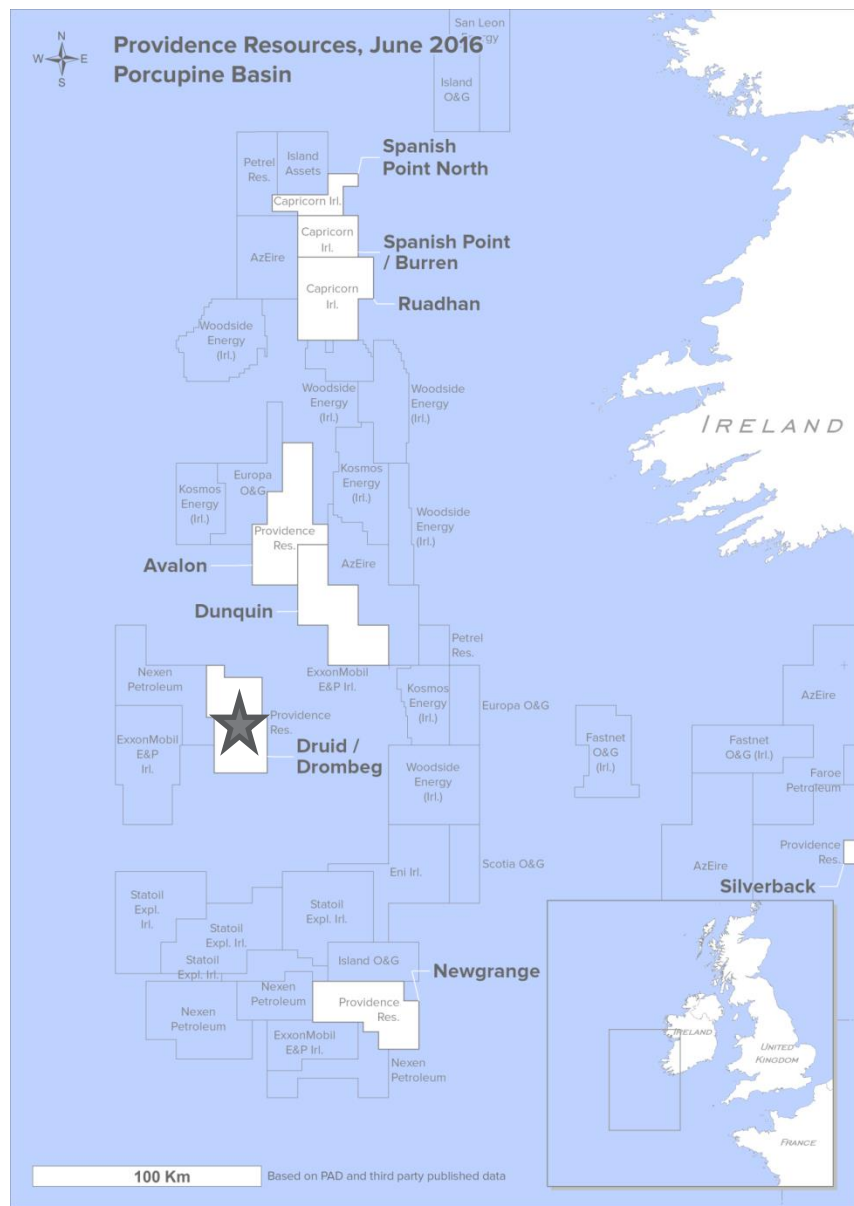 N
W E
S
Providence Resources, June 2016
Porcupine Basin
San Leon
Energy
Island
O&G
Spanish
Point North
Petrel
Res.
Island
Assets
Capricorn Irl.
Capricorn
Irl.
Spanish Point
/ Burren
AzEire
Capricorn
Irl.
Ruadhan
Woodside
Energy
(Irl.)
Woodside
Energy
(Irl.)
Woodside
Energy
(Irl.)
IRELAND
Kosmos
Energy
(Irl.)
Europa
O&G
Kosmos
Energy
(Irl.)
Woodside
Energy
(Irl.)
Providence
Res.
Avalon
AzEire
Dunquin
Petrel
Res.
Nexen
Petroleum
ExxonMobil
E&P Irl.
Kosmos
Energy
(Irl.)
Europa O&G
AzEire
Providence
Res.
ExxonMobil
E&P
Irl.
Druid /
Drombeg
Fastnet
O&G
(Irl.)
Fastnet
O&G (Irl.)
Woodside
Energy
(Irl.)
Faroe
Petroleum
Providence
Res.
Eni Irl.
Scotia O&G
AzEire
Silverback
Statoil
Expl.
Irl.
Statoil
Expl. Irl.
Statoil
Expl. Irl.
Statoil
Expl. Irl.
Island O&G
Newgrange
Nexen
Petroleum
Nexen
Petroleum
Providence
Res.
ExxonMobil
E&P Irl.
Nexen
Petroleum
IRELAND
UNITED
KINGDOM
FRANCE
100 Km
Based on PAD and third party published data